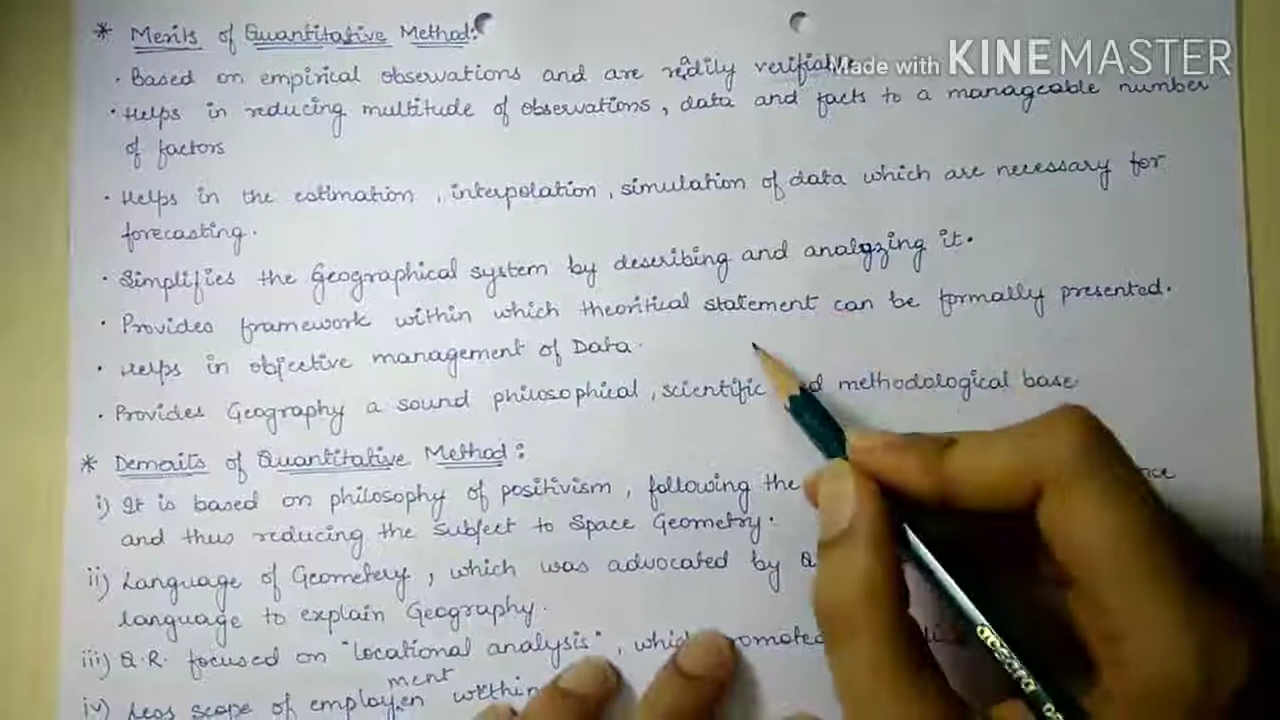 * Merits of Quantitative Method:
Made with KINEMASTER
· Based on empirical observations and are redily verifiable
· Helps in reducing multitude of observations, data and facts to a manageable number
of factors
· Helps in the estimation, interpolation, simulation of data which are necessary for
forecasting.
· Simplifies the Geographical system by describing and analyzing it.
· Provides framework within which theoritical statement can be formally presented.
· Helps in objective management of Data.
· Provides Geography a sound philosophical, scientific methodological base
* Demerits of Quantitative Method:
i) It is based on philosophy of positivism, following the
and thus reducing the subject to Space Geometry.
ii) Language of Geometery, which was advocated by
language to explain Geography.
iii) Q.R. focused on "locational analysis",
ment
iv) Less scope of employen within